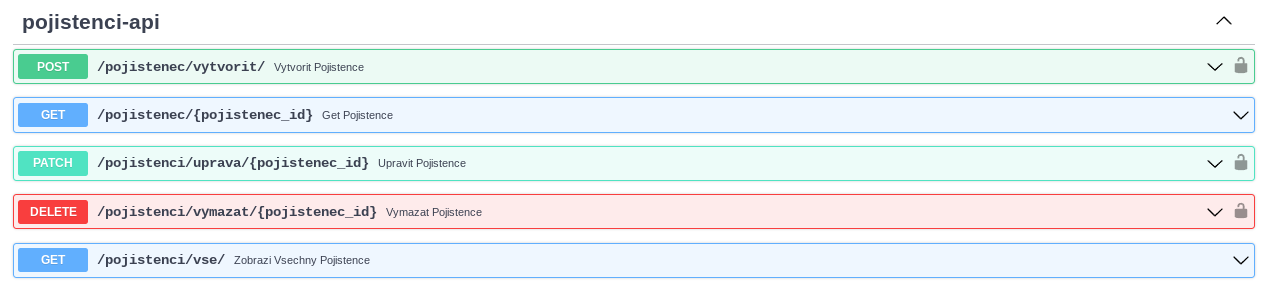 pojistenci-api
POST /pojistenec/vytvorit/ Vytvorit Pojistence
GET /pojistenec/{pojistenec_id} Get Pojistence
PATCH /pojistenci/uprava/{pojistenec_id} Upravit Pojistence
DELETE /pojistenci/vymazat/{pojistenec_id} Vymazat Pojistence
GET /pojistenci/vse/ Zobrazi Vsechny Pojistence